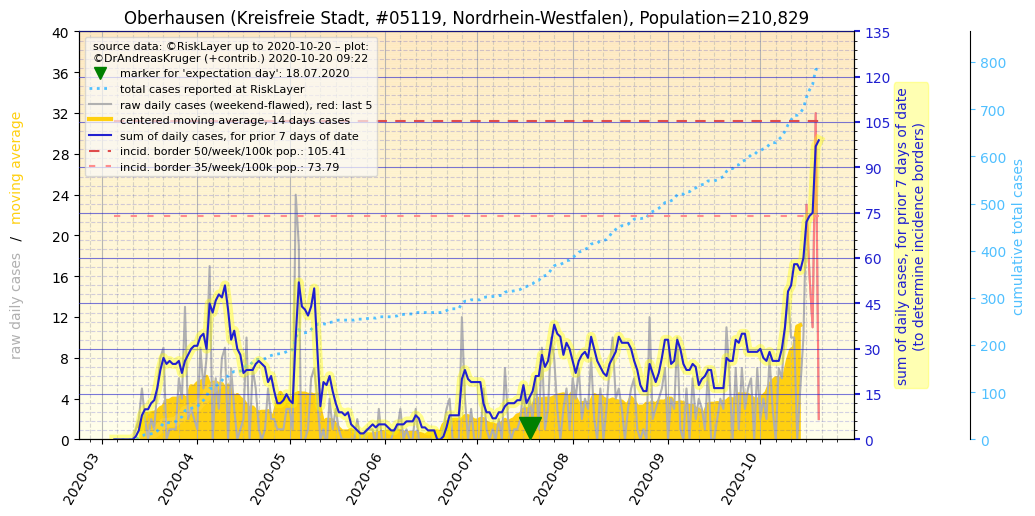 Oberhausen (Kreisfreie Stadt, #05119, Nordrhein-Westfalen), Population=210,829
source data: ©RiskLayer up to 2020-10-20 – plot:
©DrAndreasKruger (+contrib.) 2020-10-20 09:22
marker for 'expectation day': 18.07.2020
total cases reported at RiskLayer
raw daily cases (weekend-flawed), red: last 5
centered moving average, 14 days cases
sum of daily cases, for prior 7 days of date
incid. border 50/week/100k pop.: 105.41
incid. border 35/week/100k pop.: 73.79
raw daily cases / moving average
40
36
32
28
24
20
16
12
8
4
0
2020-03
2020-04
2020-05
2020-06
2020-07
2020-08
2020-09
2020-10
135
120
105
90
75
60
45
30
15
0
sum of daily cases, for prior 7 days of date
(to determine incidence borders)
800
700
600
500
400
300
200
100
0
cumulative total cases